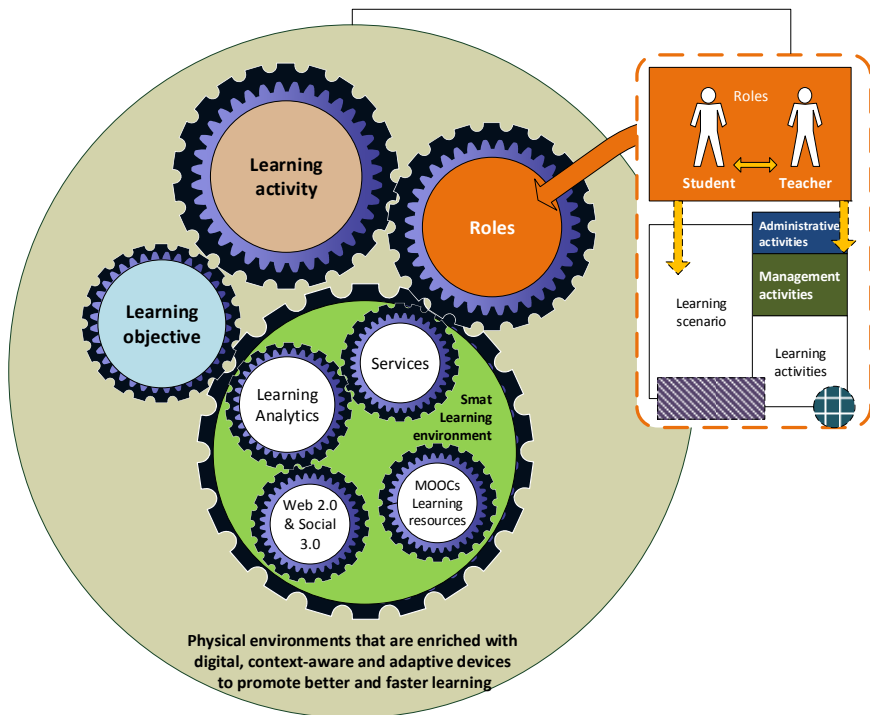 Learning
activity
Roles
Learning
objective
Services
Learning
Analytics
Smat
Learning
environment
Web 2.0
& Social
3.0
MOOCs
Learning
resources
Physical environments that are enriched with
digital, context-aware and adaptive devices
to promote better and faster learning
Roles
Student
Teacher
Administrative
activities
Management
activities
Learning
scenario
Learning
activities